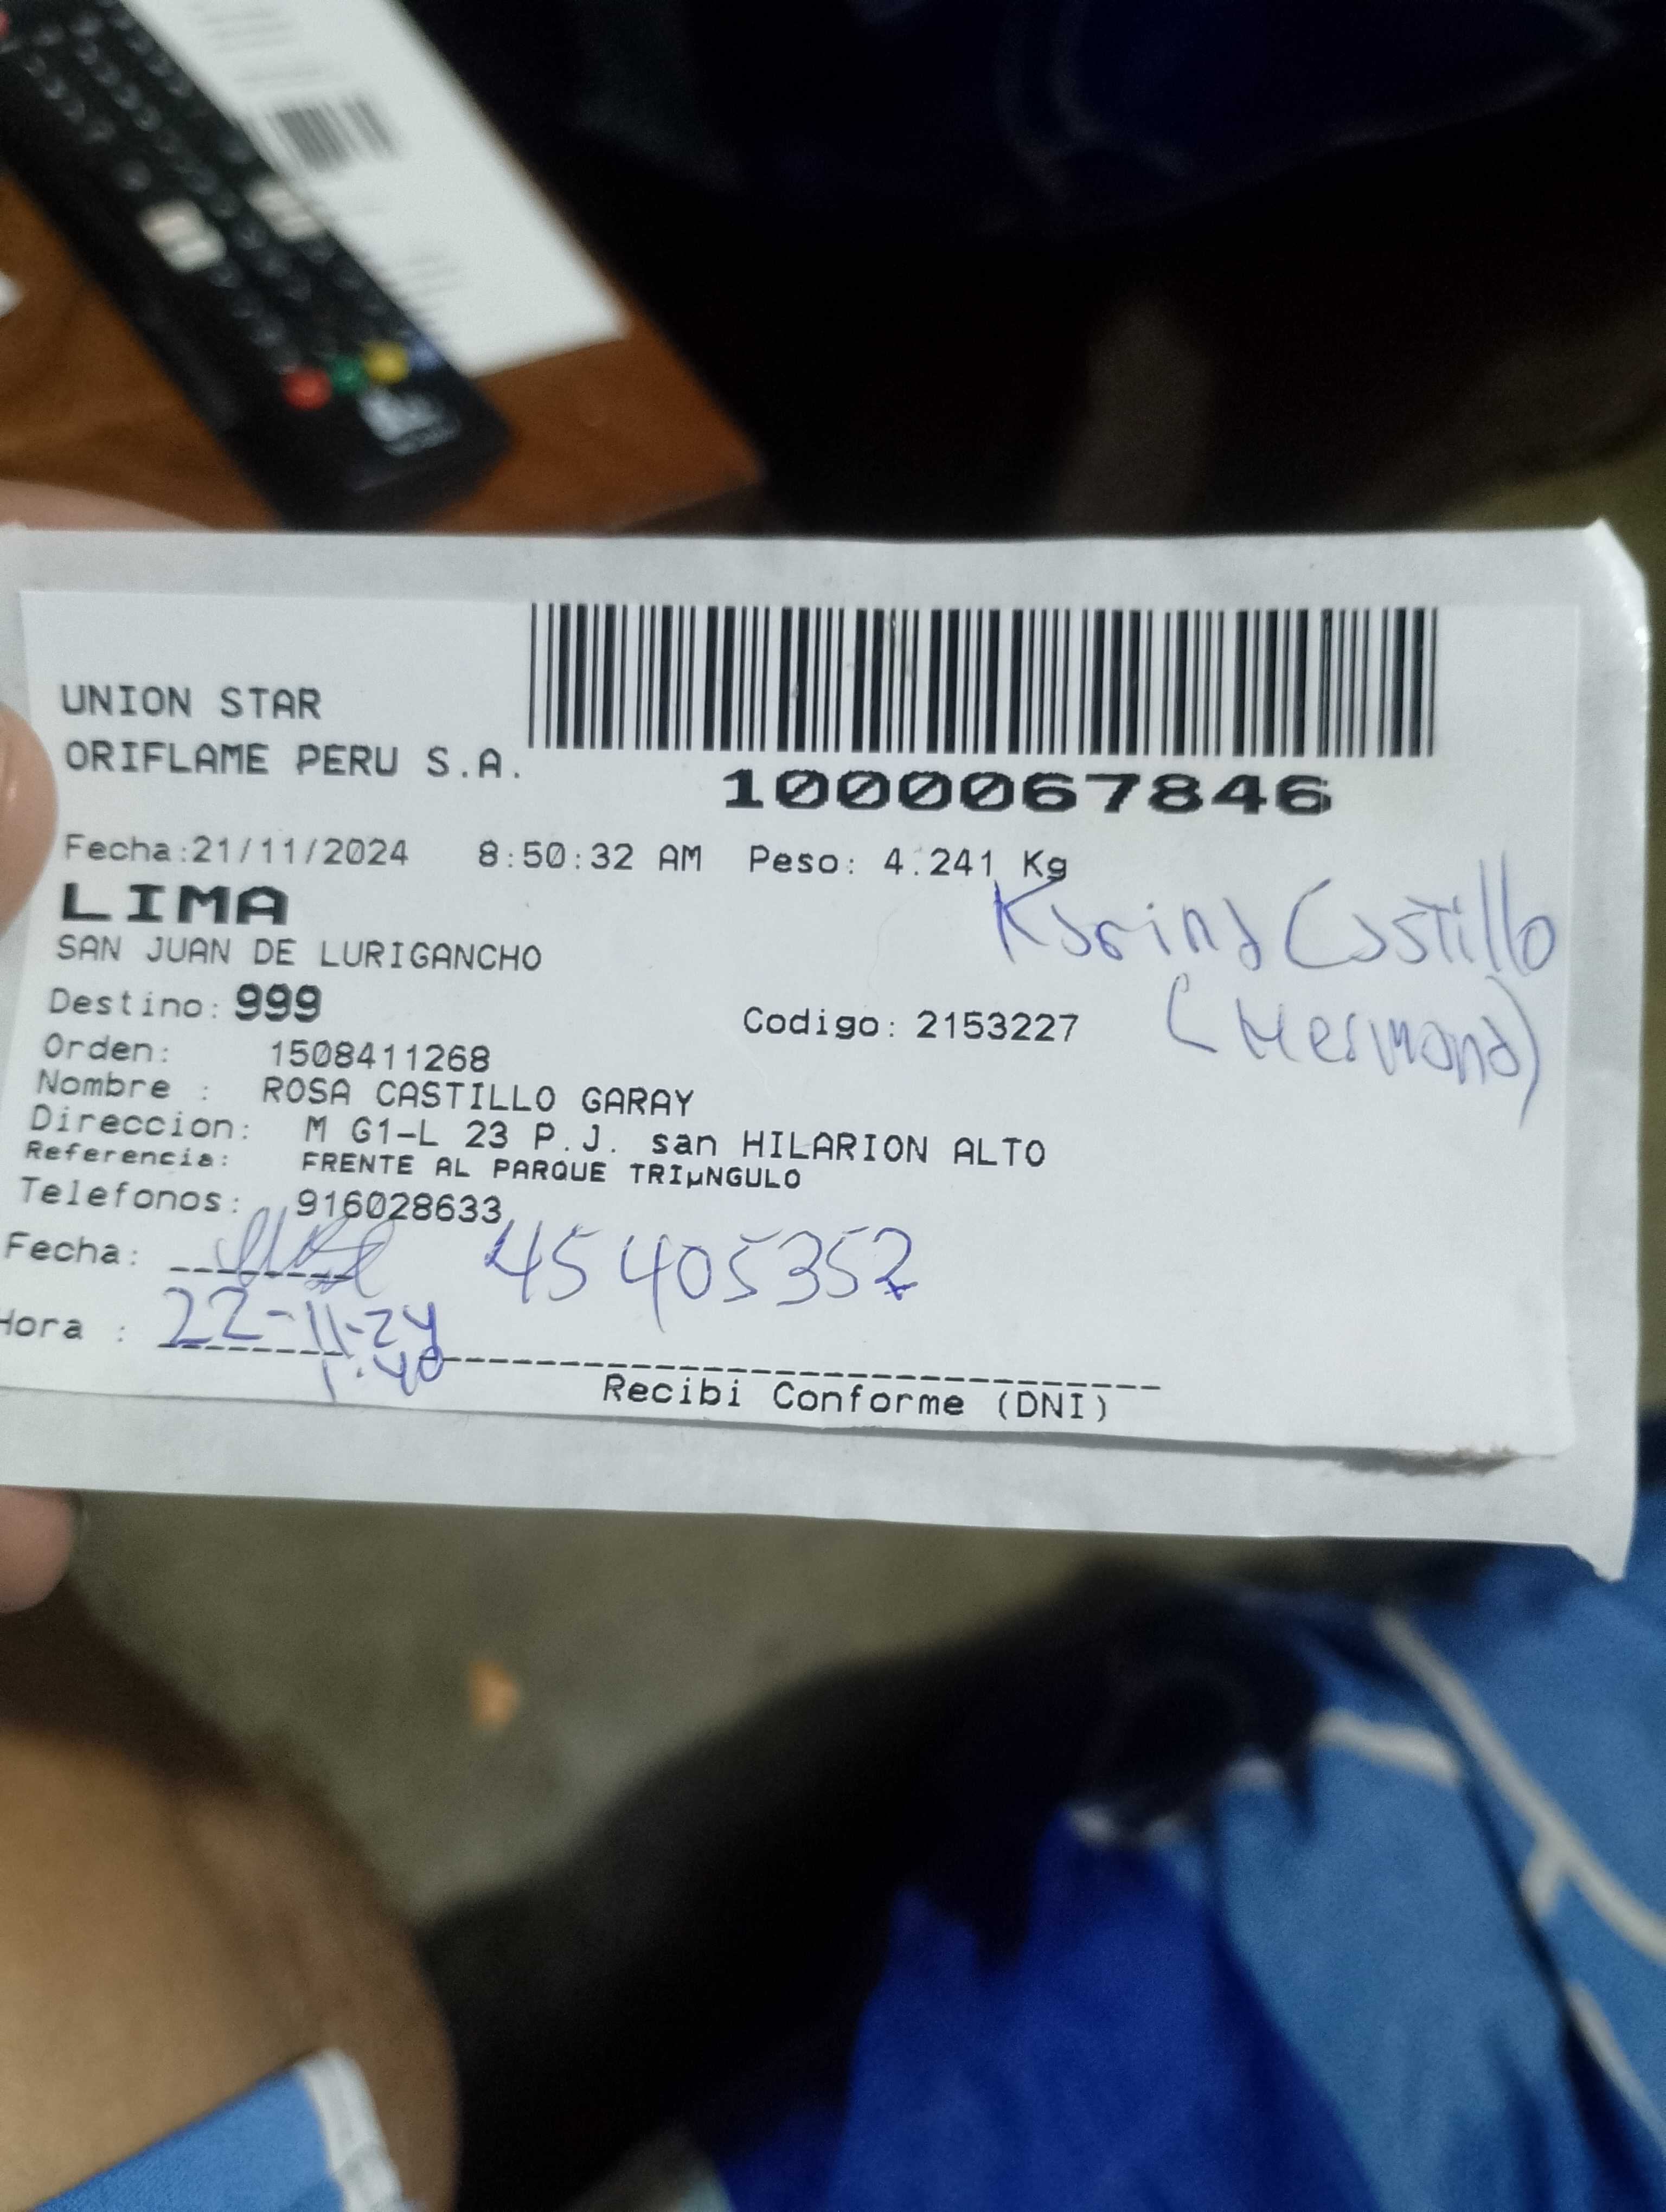 UNION STAR
ORIFLAME PERU S.A.
1000067846
Fecha:21/11/2024 8:50:32 AM Peso: 4.241 Kg
LIMA
Karina Castillo
SAN JUAN DE LURIGANCHO
(Hermana)
Destino: 999
Codigo: 2153227
Orden: 1508411268
Nombre : ROSA CASTILLO GARAY
Direccion: M G1-L 23 P.J. san HILARION ALTO
Referencia: FRENTE AL PARQUE TRIµNGULO
Telefonos: 916028633
Fecha: 45405352
Hora : 22-11-24
1:40
Recibi Conforme (DNI)